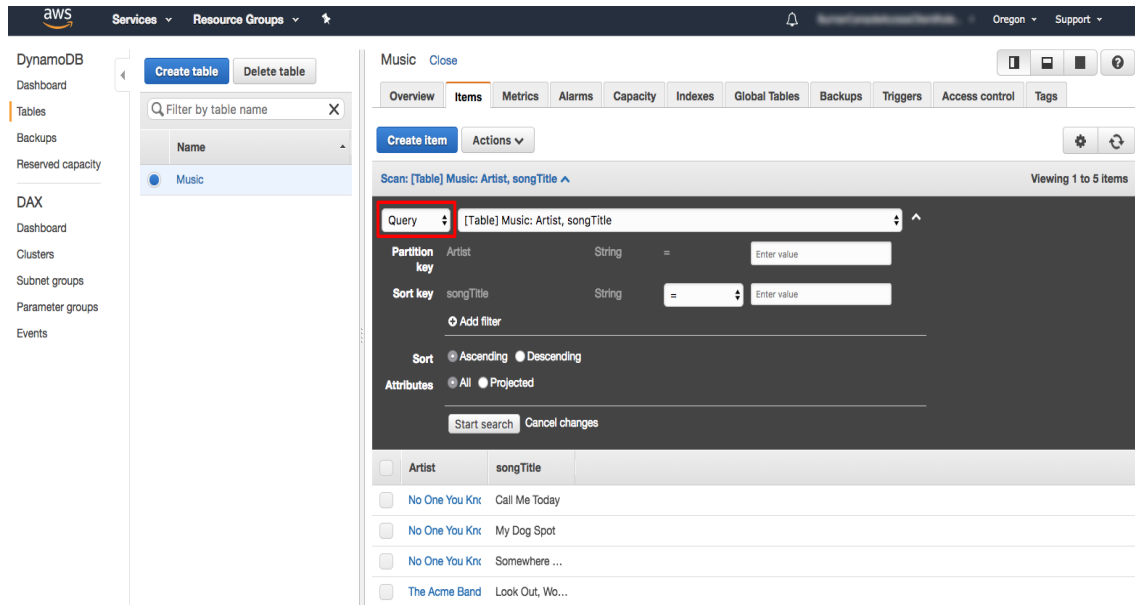 aws Services Resource Groups Oregon Support
DynamoDB
Dashboard
Tables
Backups
Reserved capacity
DAX
Dashboard
Clusters
Subnet groups
Parameter groups
Events
Create table Delete table
Filter by table name X
Name
Music
Music Close
Overview Items Metrics Alarms Capacity Indexes Global Tables Backups Triggers Access control Tags
Create item Actions
Scan: [Table] Music: Artist, songTitle Viewing 1 to 5 items
Query [Table] Music: Artist, songTitle
Partition key Artist String = Enter value
Sort key songTitle String = Enter value
Add filter
Sort Ascending Descending
Attributes All Projected
Start search Cancel changes
Artist songTitle
No One You Knc Call Me Today
No One You Knc My Dog Spot
No One You Knc Somewhere ...
The Acme Band Look Out, Wo...